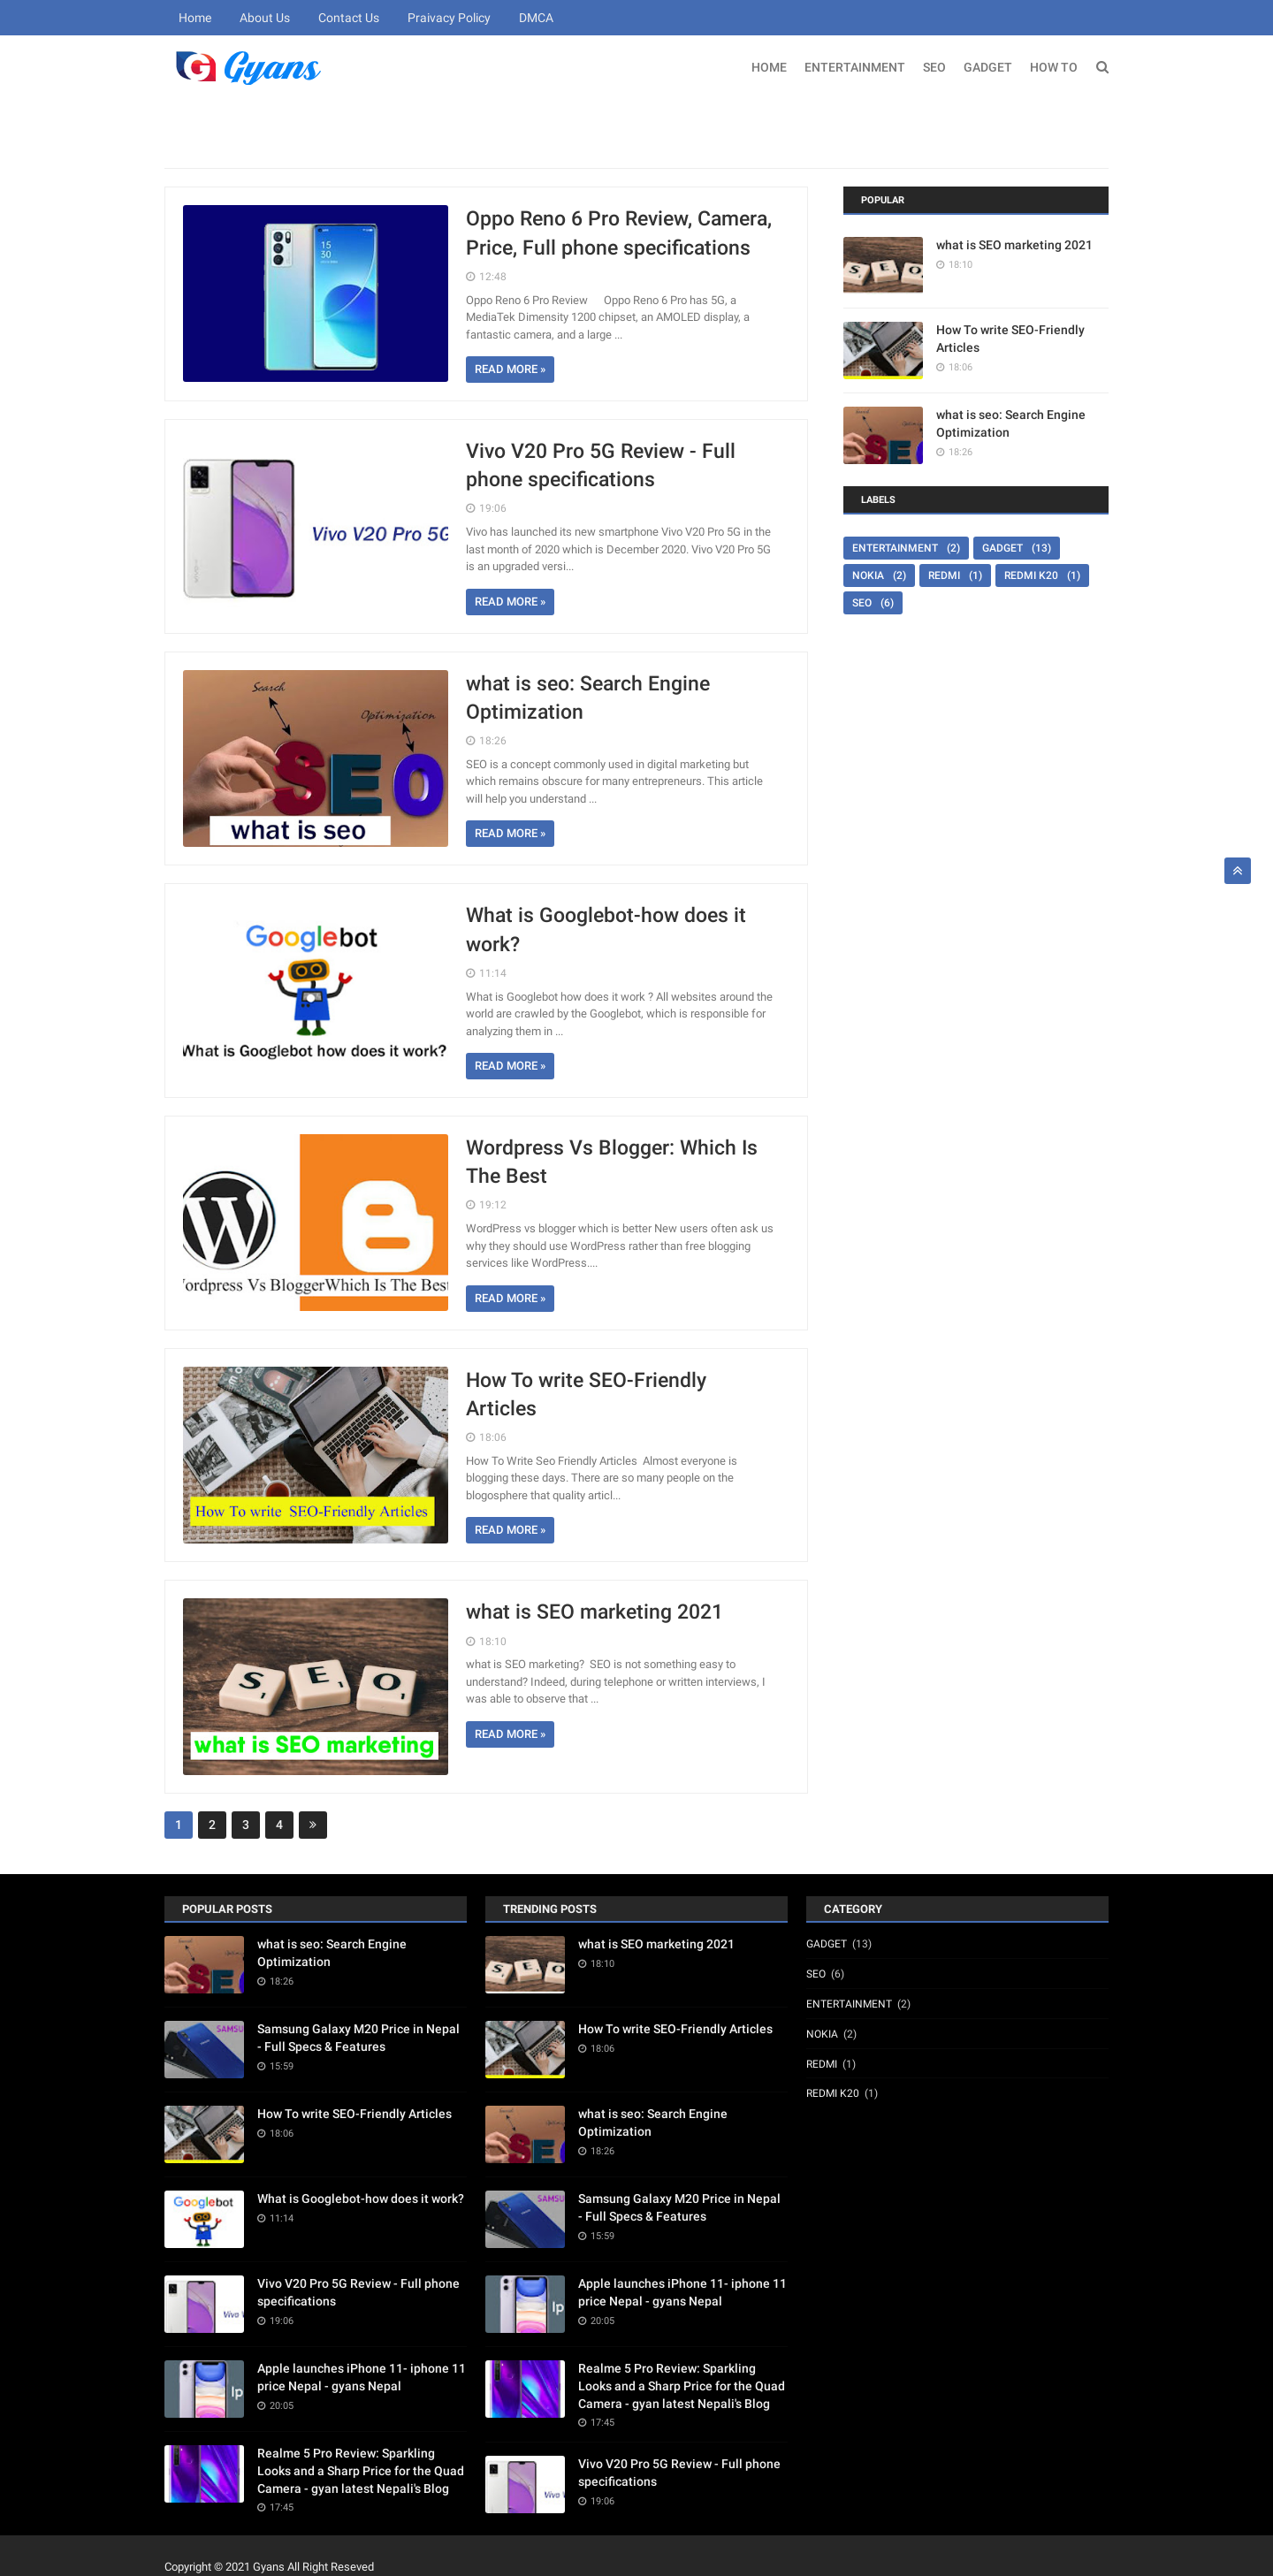 Home About Us Contact Us Praivacy Policy DMCA
G Gyans
HOME ENTERTAINMENT SEO GADGET HOW TO
Oppo Reno 6 Pro Review, Camera,
Price, Full phone specifications
12:48
Oppo Reno 6 Pro Review Oppo Reno 6 Pro has 5G, a
MediaTek Dimensity 1200 chipset, an AMOLED display, a
fantastic camera, and a large ...
READ MORE »
15
30
Vivo V20 Pro 5G Review - Full
phone specifications
19:06
Vivo has launched its new smartphone Vivo V20 Pro 5G in the
last month of 2020 which is December 2020. Vivo V20 Pro 5G
is an upgraded versi...
READ MORE »
Vivo V20 Pro 5G
what is seo: Search Engine
Optimization
18:26
SEO is a concept commonly used in digital marketing but
which remains obscure for many entrepreneurs. This article
will help you understand ...
READ MORE »
Search
Optimization
SEO
what is seo
What is Googlebot-how does it
work?
11:14
What is Googlebot how does it work ? All websites around the
world are crawled by the Googlebot, which is responsible for
analyzing them in ...
READ MORE »
Googlebot
What is Googlebot how does it work?
Wordpress Vs Blogger: Which Is
The Best
19:12
WordPress vs blogger which is better New users often ask us
why they should use WordPress rather than free blogging
services like WordPress....
READ MORE »
ordpress Vs BloggerWhich Is The Best
How To write SEO-Friendly
Articles
18:06
How To Write Seo Friendly Articles Almost everyone is
blogging these days. There are so many people on the
blogosphere that quality articl...
READ MORE »
How To write SEO-Friendly Articles
what is SEO marketing 2021
18:10
what is SEO marketing? SEO is not something easy to
understand? Indeed, during telephone or written interviews, I
was able to observe that ...
READ MORE »
S E O
what is SEO marketing
1 2 3 4 »
POPULAR
what is SEO marketing 2021
18:10
How To write SEO-Friendly
Articles
18:06
what is seo: Search Engine
Optimization
18:26
LABELS
ENTERTAINMENT (2) GADGET (13)
NOKIA (2) REDMI (1) REDMI K20 (1)
SEO (6)
POPULAR POSTS
what is seo: Search Engine
Optimization
18:26
Samsung Galaxy M20 Price in Nepal
- Full Specs & Features
15:59
How To write SEO-Friendly Articles
18:06
What is Googlebot-how does it work?
11:14
Vivo V20 Pro 5G Review - Full phone
specifications
19:06
Apple launches iPhone 11- iphone 11
price Nepal - gyans Nepal
20:05
Realme 5 Pro Review: Sparkling
Looks and a Sharp Price for the Quad
Camera - gyan latest Nepali's Blog
17:45
TRENDING POSTS
what is SEO marketing 2021
18:10
How To write SEO-Friendly Articles
18:06
what is seo: Search Engine
Optimization
18:26
Samsung Galaxy M20 Price in Nepal
- Full Specs & Features
15:59
Apple launches iPhone 11- iphone 11
price Nepal - gyans Nepal
20:05
Realme 5 Pro Review: Sparkling
Looks and a Sharp Price for the Quad
Camera - gyan latest Nepali's Blog
17:45
Vivo V20 Pro 5G Review - Full phone
specifications
19:06
CATEGORY
GADGET (13)
SEO (6)
ENTERTAINMENT (2)
NOKIA (2)
REDMI (1)
REDMI K20 (1)
Copyright © 2021 Gyans All Right Reseved